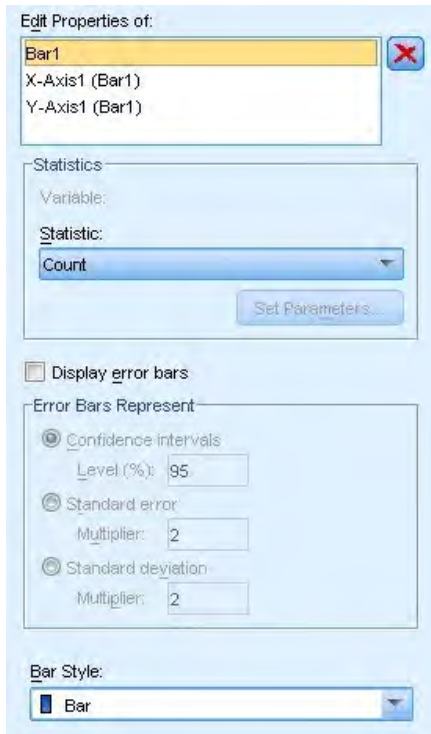 Edit Properties of:
Bar1
X-Axis1 (Bar1)
Y-Axis1 (Bar1)
Statistics
Variable:
Statistic:
Count
Set Parameters...
Display error bars
Error Bars Represent
Confidence intervals
Level (%): 95
Standard error
Multiplier: 2
Standard deviation
Multiplier: 2
Bar Style:
Bar